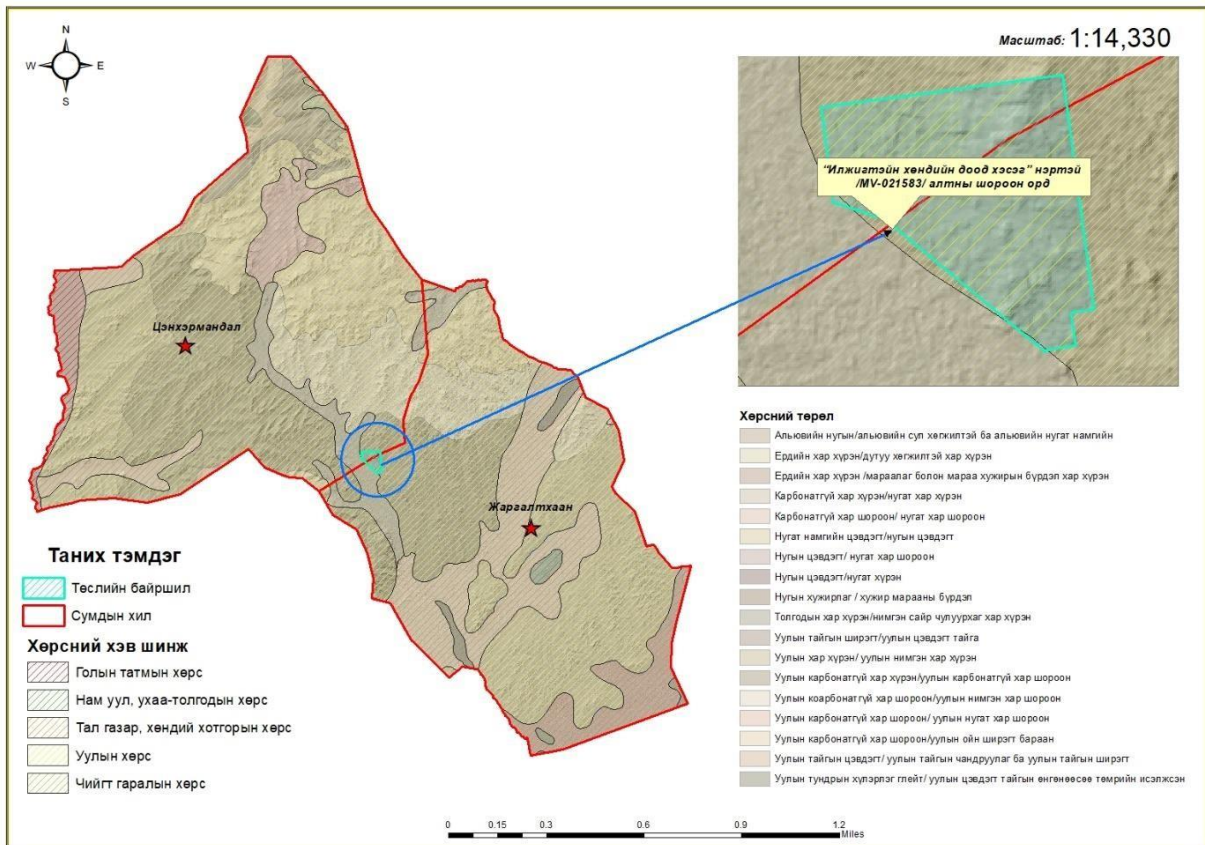 N
W E
S
Масштаб: 1:14,330
"Илжигтэйн хөндийн доод хэсэг" нэртэй
/MV-021583/ алтны шороон орд
Цэнхэрмандал
Жаргалтхаан
Таних тэмдэг
Төслийн байршил
Сумдын хил
Хөрсний хэв шинж
Голын татмын хөрс
Нам уул, ухаа-толгодын хөрс
Тал газар, хөндий хотгорын хөрс
Уулын хөрс
Чийгт гаралын хөрс
Хөрсний төрөл
Альювийн нугын/альювийн сул хөгжилтэй ба альювийн нугат намгийн
Ердийн хар хүрэн/дутуу хөгжилтэй хар хүрэн
Ердийн хар хүрэн /мараалаг болон мараа хужирын бүрдэл хар хүрэн
Карбонатгүй хар хүрэн/нугат хар хүрэн
Карбонатгүй хар шороон/ нугат хар шороон
Нугат намгийн цэвдэгт/нугын цэвдэгт
Нугын цэвдэгт/ нугат хар шороон
Нугын цэвдэгт/нугат хүрэн
Нугын хужирлаг / хужир марааны бүрдэл
Толгодын хар хүрэн/нимгэн сайр чулуурхаг хар хүрэн
Уулын тайгын ширэгт/уулын цэвдэгт тайга
Уулын хар хүрэн/ уулын нимгэн хар хүрэн
Уулын карбонатгүй хар хүрэн/уулын карбонатгүй хар шороон
Уулын коарбонатгүй хар шороон/уулын нимгэн хар шороон
Уулын карбонатгүй хар шороон/ уулын нугат хар шороон
Уулын карбонатгүй хар шороон/уулын ойн ширэгт бараан
Уулын тайгын цэвдэгт/ уулын тайгын чандруулаг ба уулын тайгын ширэгт
Уулын тундрын хүлэрлэг глейт/ уулын цэвдэгт тайгын өнгөнөөсөө төмрийн исэлжсэн
0 0.15 0.3 0.6 0.9 1.2
Miles